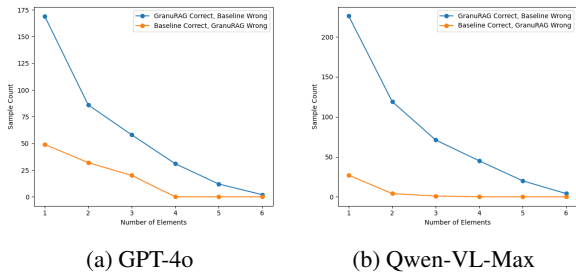 GranuRAG Correct, Baseline Wrong
Baseline Correct, GranuRAG Wrong
Sample Count
175
150
125
100
75
50
25
0
1 2 3 4 5 6
Number of Elements
(a) GPT-4o
GranuRAG Correct, Baseline Wrong
Baseline Correct, GranuRAG Wrong
Sample Count
200
150
100
50
0
1 2 3 4 5 6
Number of Elements
(b) Qwen-VL-Max